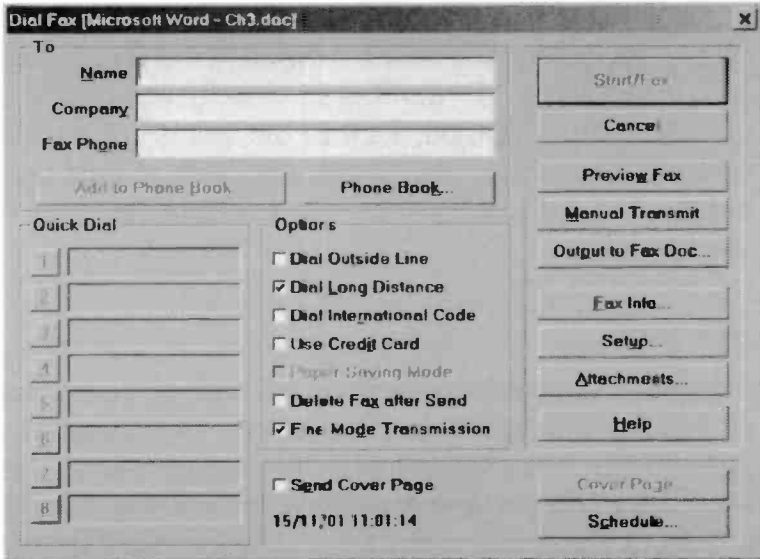 Dial Fax [Microsoft Word - Ch3.doc]
To
Name
Company
Fax Phone
Add to Phone Book
Phone Book...
Start/Fax
Cancel
Preview Fax
Manual Transmit
Output to Fax Doc...
Fax Info...
Setup...
Attachments...
Help
Quick Dial
1
2
3
4
5
6
7
8
Options
Dial Outside Line
Dial Long Distance
Dial International Code
Use Credit Card
Paper Saving Mode
Delete Fax after Send
Fine Mode Transmission
Send Cover Page
15/11/01 11:01:14
Cover Page...
Schedule...